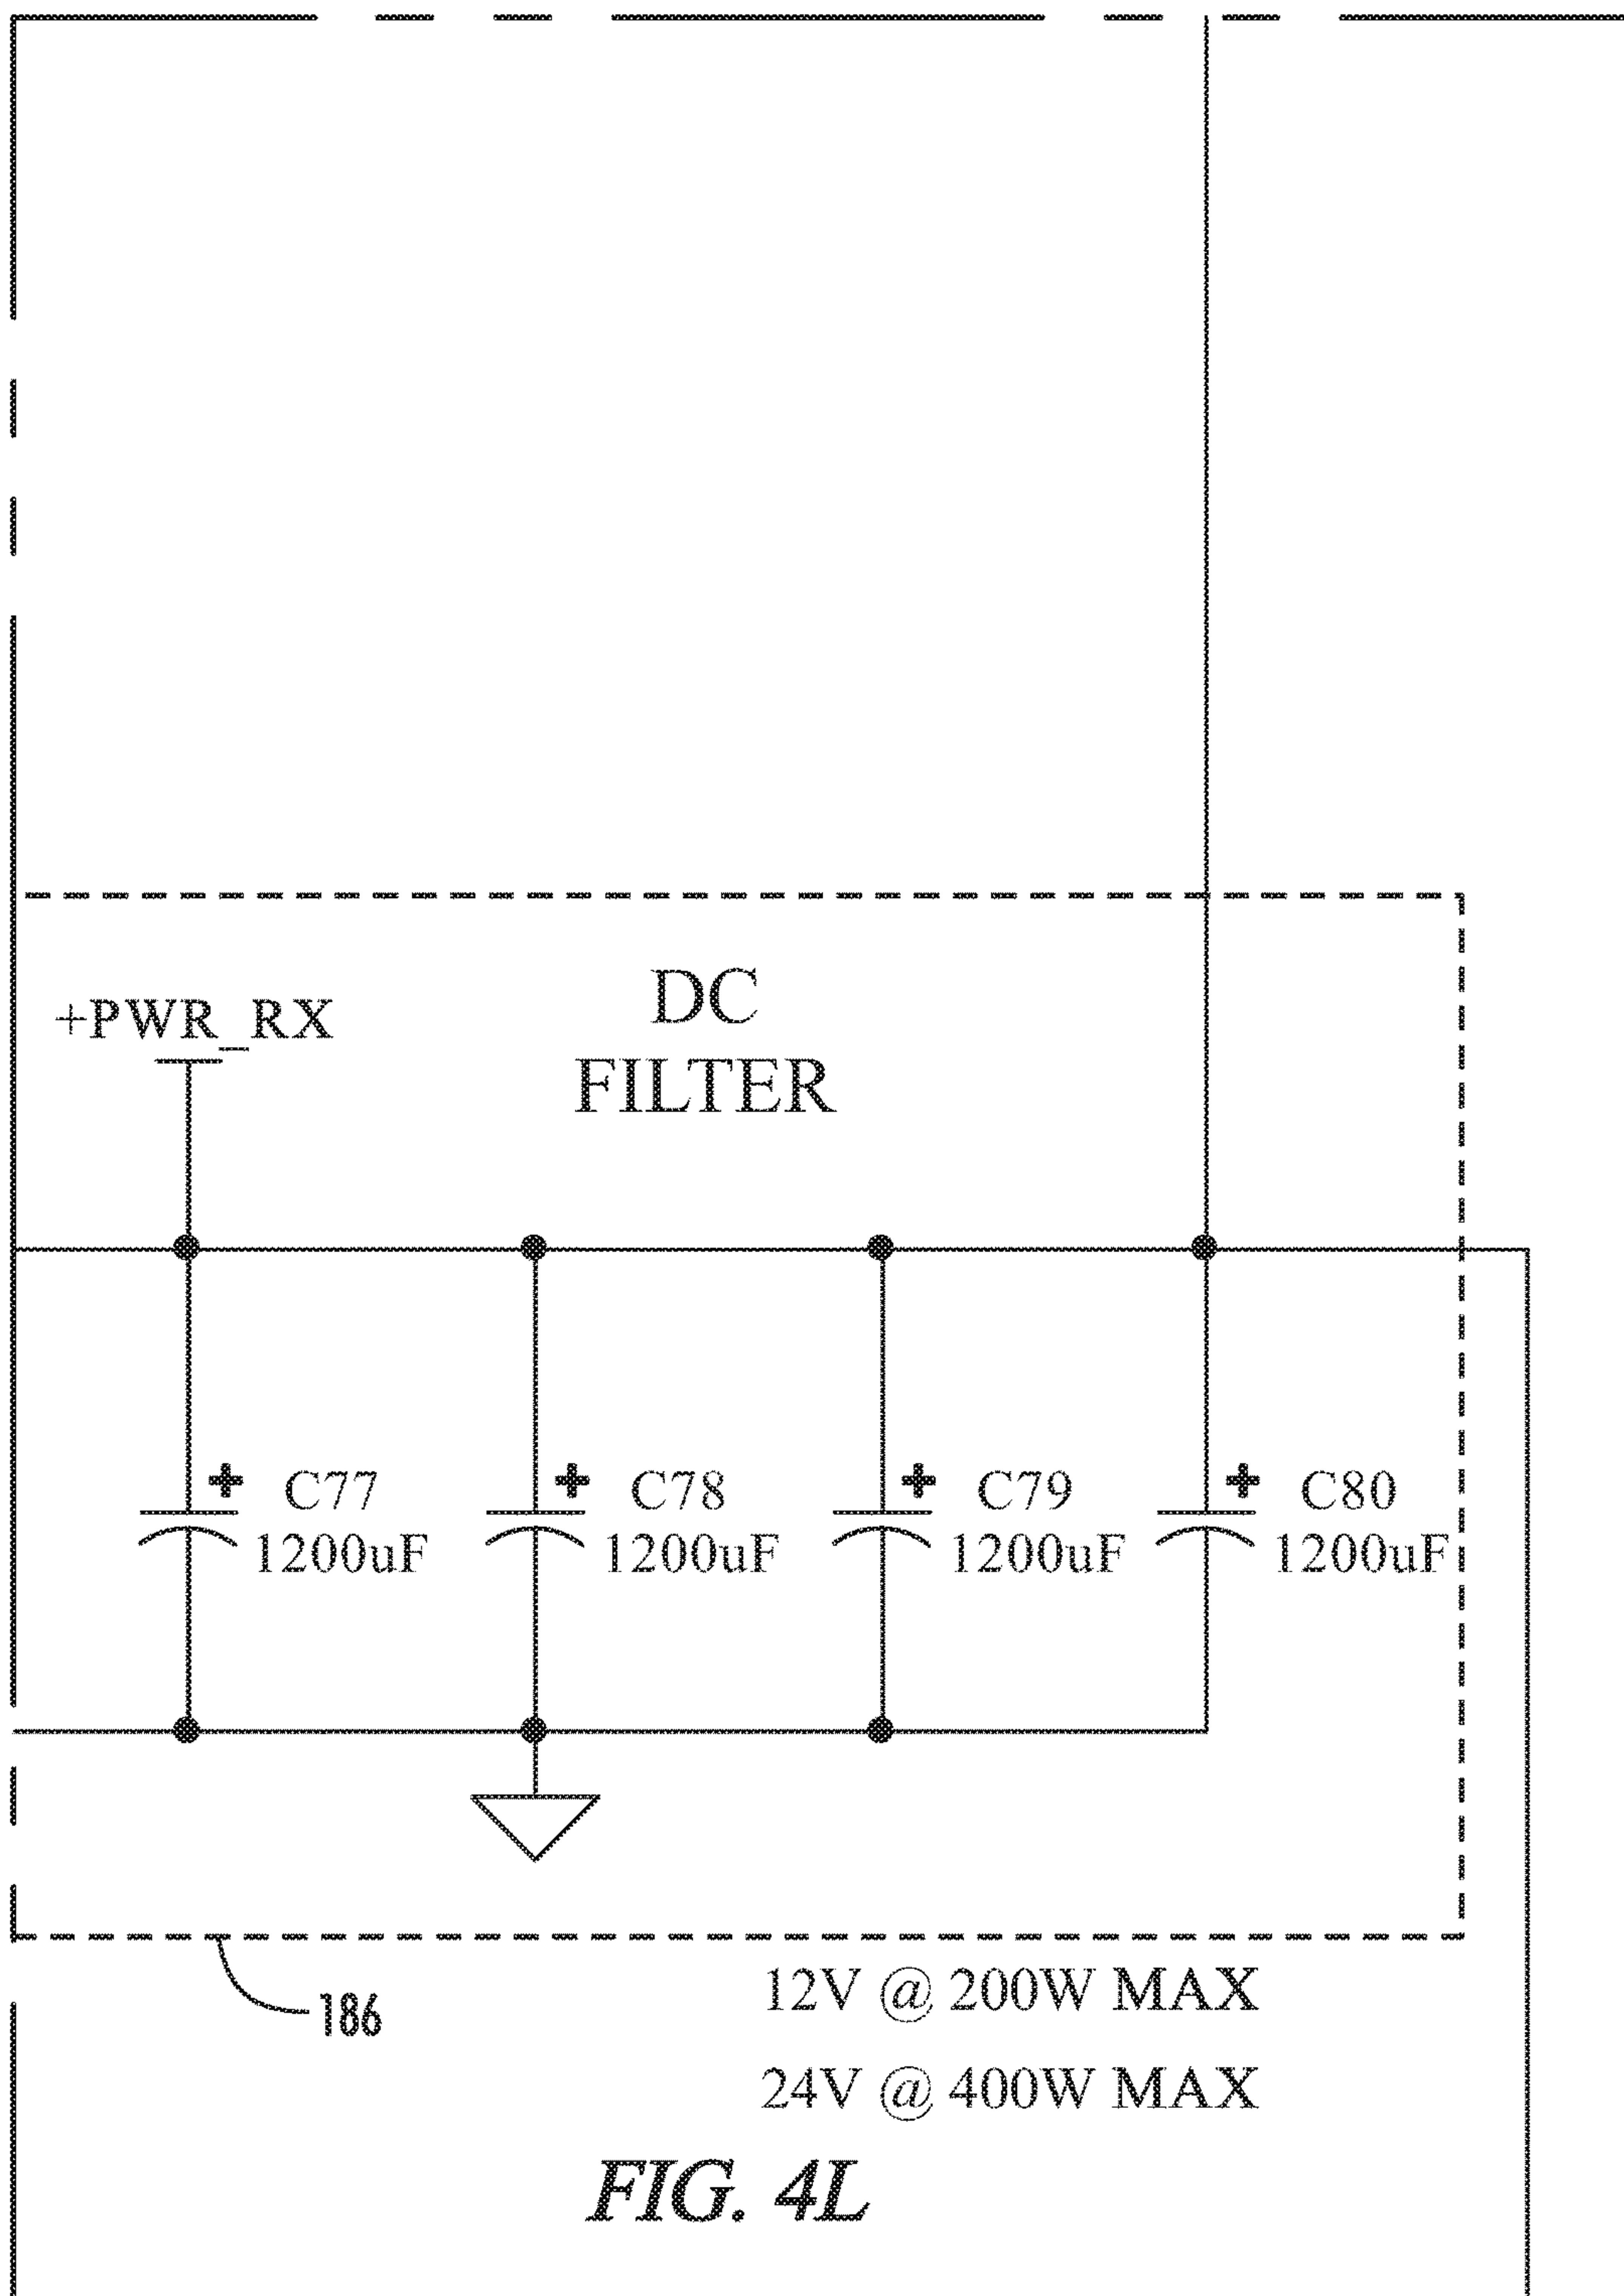 DC
FILTER
+PWR_RX
+ C77
1200uF
+ C78
1200uF
+ C79
1200uF
+ C80
1200uF
186
12V @ 200W MAX
24V @ 400W MAX
FIG. 4L